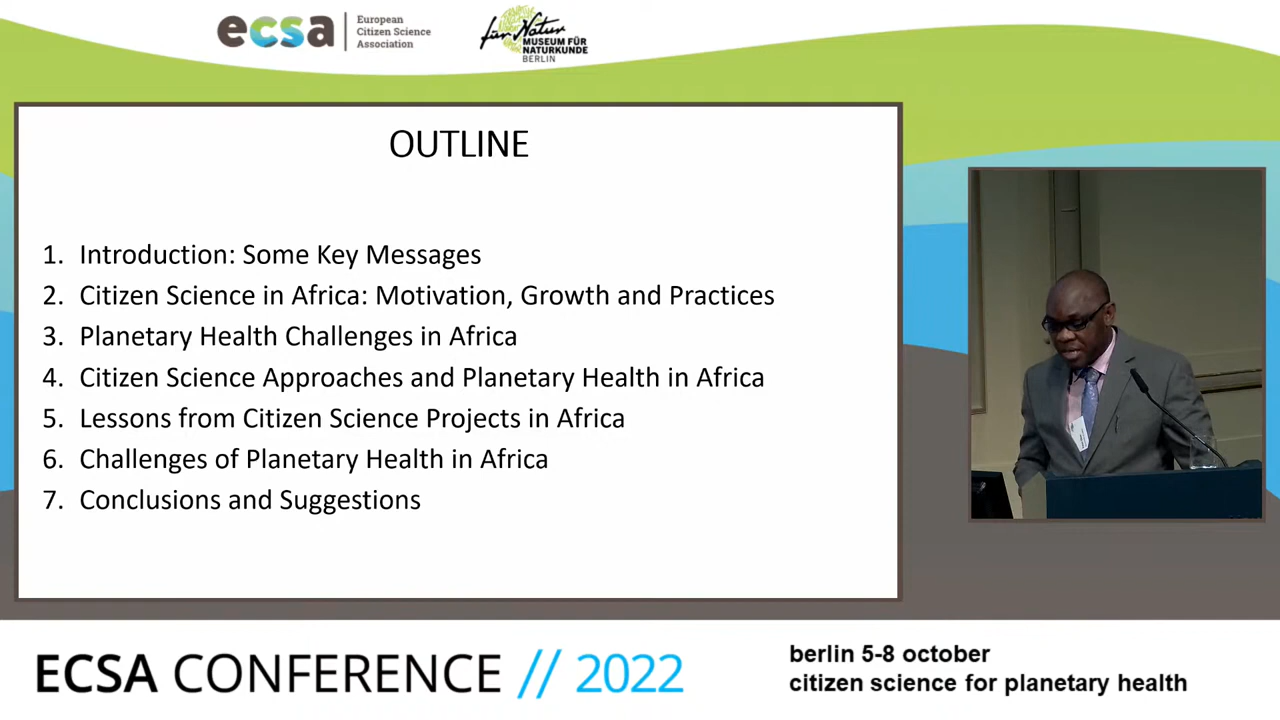 ecsa
European
Citizen Science
Association
für Natur
MUSEUM FÜR
NATURKUNDE
BERLIN
OUTLINE
1. Introduction: Some Key Messages
2. Citizen Science in Africa: Motivation, Growth and Practices
3. Planetary Health Challenges in Africa
4. Citizen Science Approaches and Planetary Health in Africa
5. Lessons from Citizen Science Projects in Africa
6. Challenges of Planetary Health in Africa
7. Conclusions and Suggestions
ECSA CONFERENCE // 2022
berlin 5-8 october
citizen science for planetary health